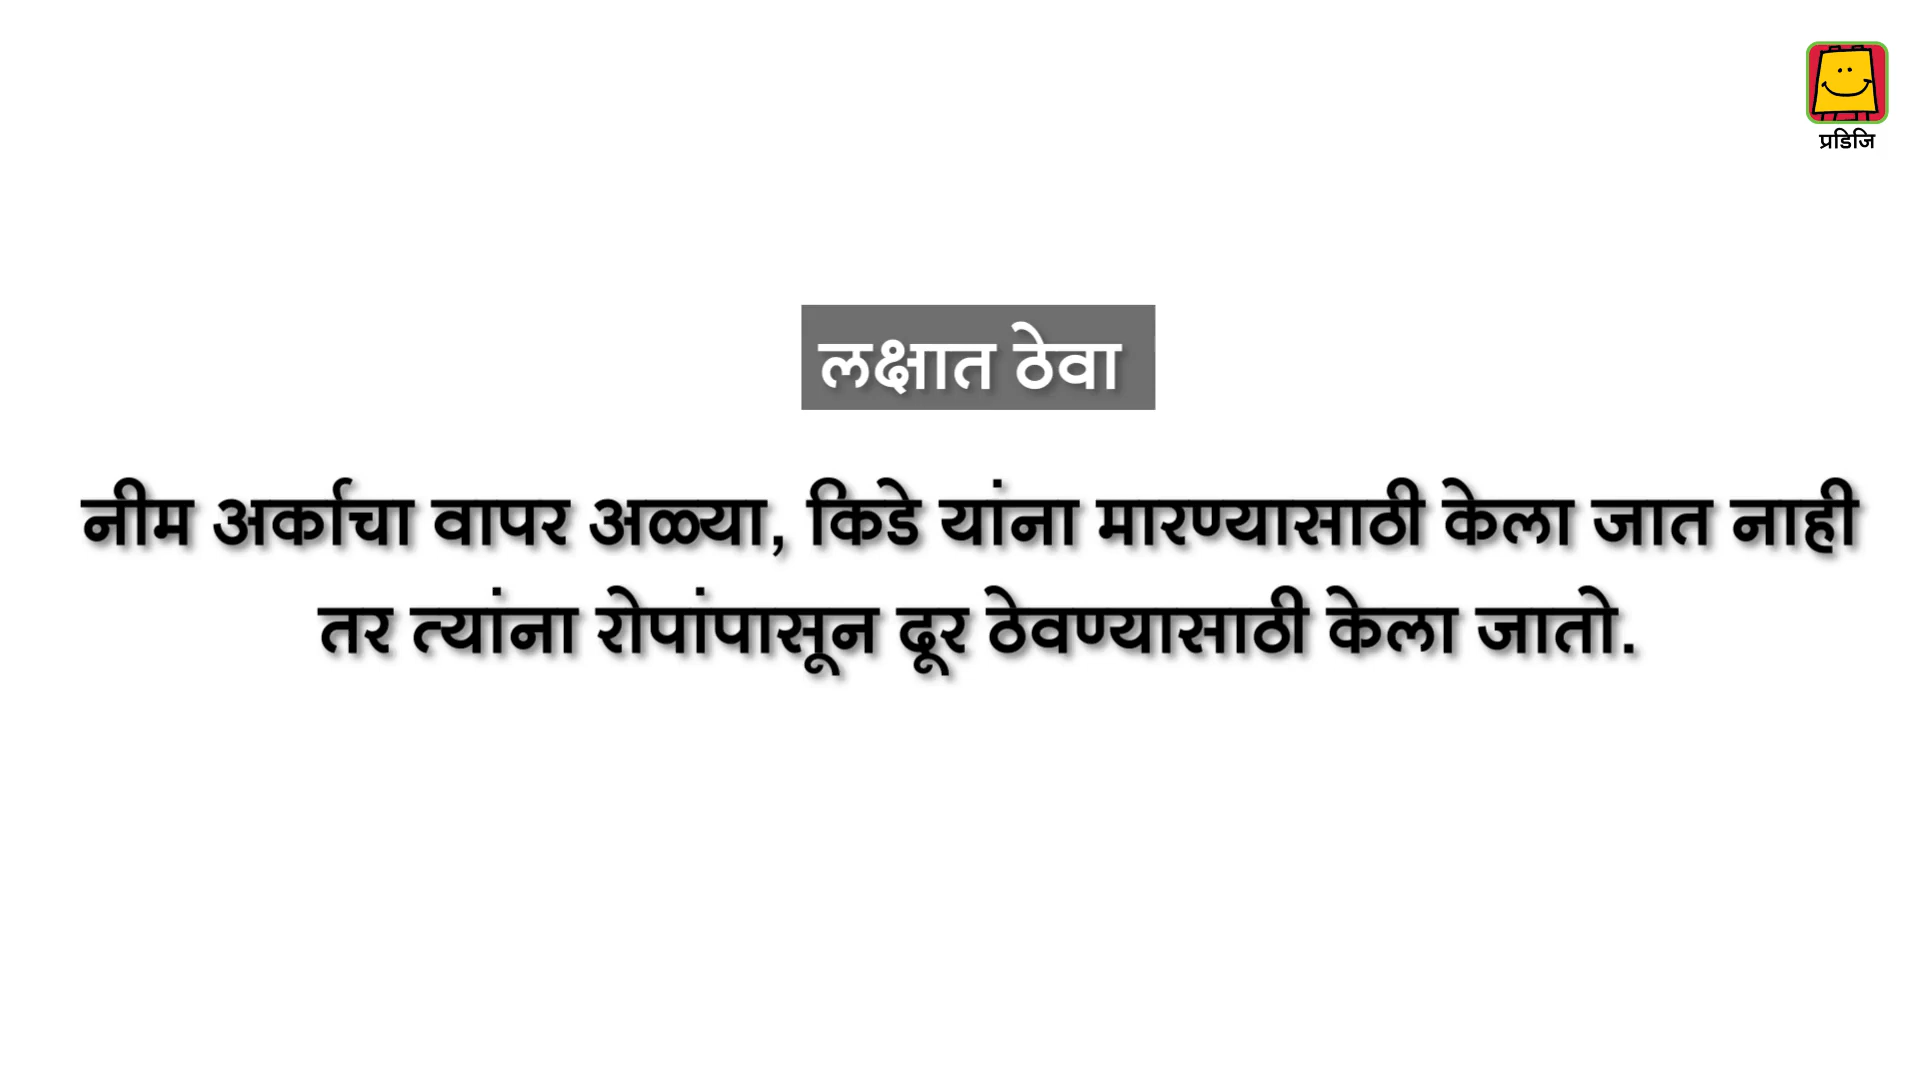 प्रडिजि
लक्षात ठेवा
नीम अर्काचा वापर अळ्या, किडे यांना मारण्यासाठी केला जात नाही
तर त्यांना रोपांपासून दूर ठेवण्यासाठी केला जातो.